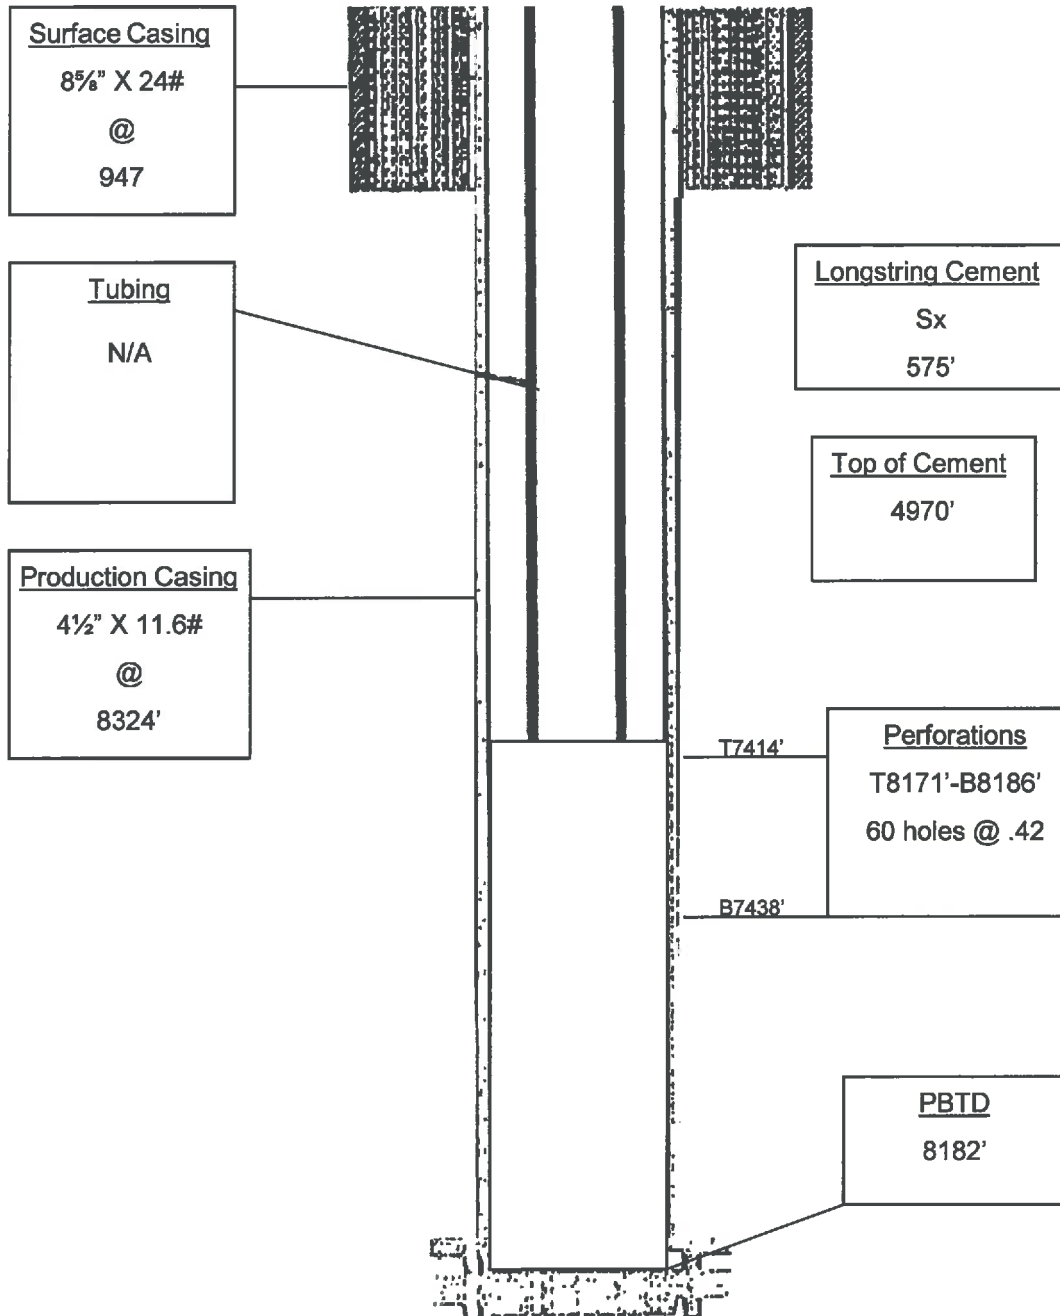 Surface Casing
8⅝" X 24#
@
947
Tubing
N/A
Longstring Cement
Sx
575'
Top of Cement
4970'
Production Casing
4½" X 11.6#
@
8324'
T7414'
Perforations
T8171'-B8186'
60 holes @ .42
B7438'
PBTD
8182'